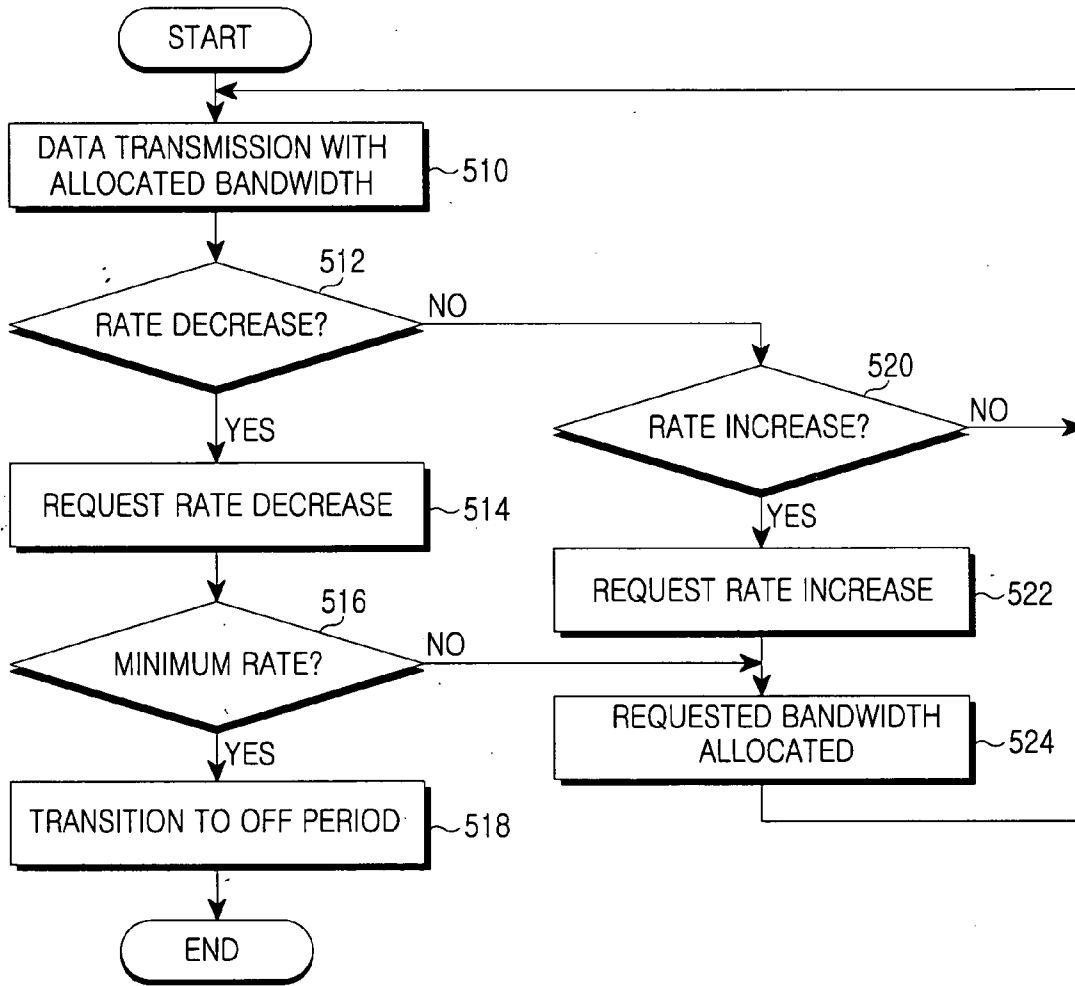 START
DATA TRANSMISSION WITH
ALLOCATED BANDWIDTH
510
512
RATE DECREASE?
NO
YES
520
RATE INCREASE?
NO
YES
REQUEST RATE DECREASE
514
REQUEST RATE INCREASE
522
516
MINIMUM RATE?
NO
YES
REQUESTED BANDWIDTH
ALLOCATED
524
TRANSITION TO OFF PERIOD
518
END